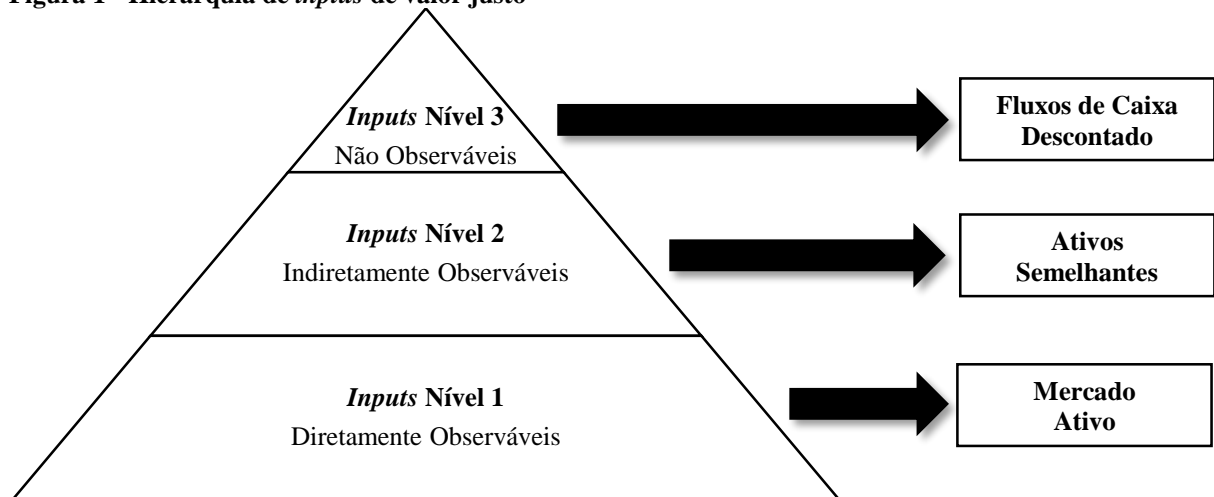 Figura 1 - Hierarquia de inputs de valor justo
Inputs Nível 3
Não Observáveis
Fluxos de Caixa
Descontado
Inputs Nível 2
Indiretamente Observáveis
Ativos
Semelhantes
Inputs Nível 1
Diretamente Observáveis
Mercado
Ativo